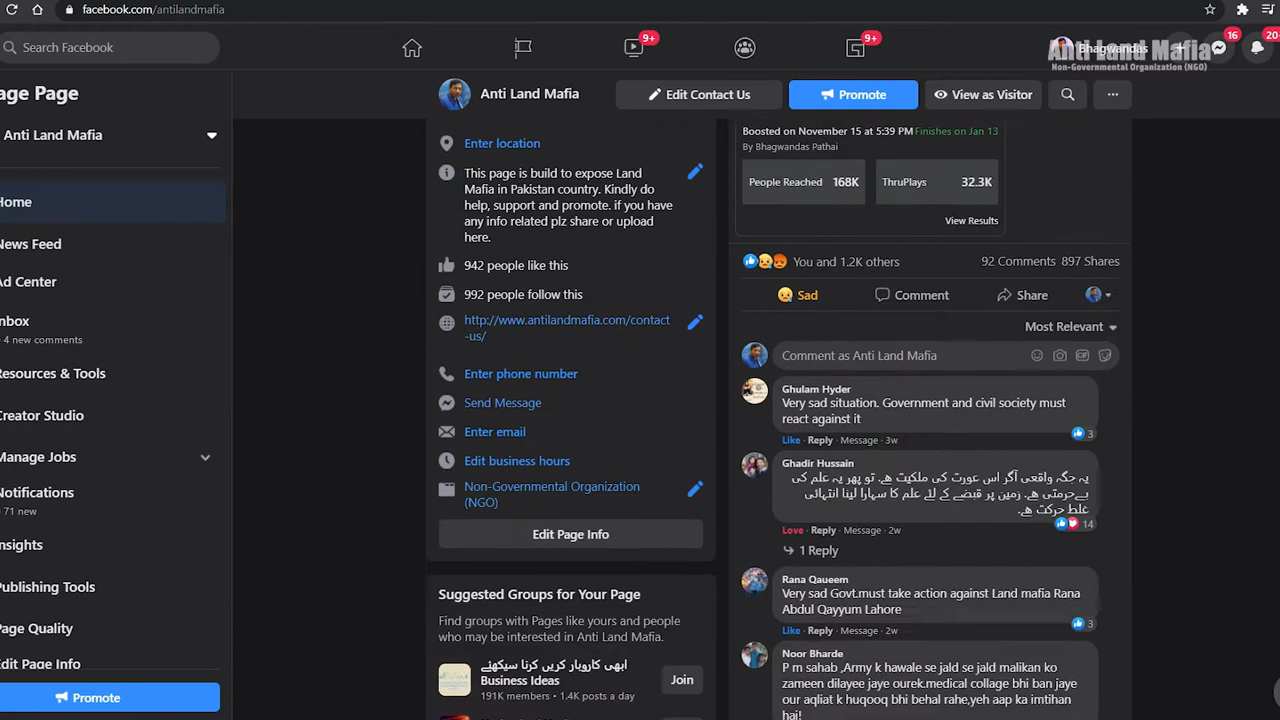 facebook.com/antilandmafia
Search Facebook
9+
9+
Bhagwandas
16
20+
Anti Land Mafia
Non-Governmental Organization (NGO)
age Page
Anti Land Mafia
Home
News Feed
Ad Center
nbox
4 new comments
Resources & Tools
Creator Studio
Manage Jobs
Notifications
71 new
nsights
Publishing Tools
Page Quality
Edit Page Info
Promote
Anti Land Mafia
Edit Contact Us
Promote
View as Visitor
Enter location
This page is build to expose Land
Mafia in Pakistan country. Kindly do
help, support and promote. if you have
any info related plz share or upload
here.
942 people like this
992 people follow this
http://www.antilandmafia.com/contact
-us/
Enter phone number
Send Message
Enter email
Edit business hours
Non-Governmental Organization
(NGO)
Edit Page Info
Suggested Groups for Your Page
Find groups with Pages like yours and people
who may be interested in Anti Land Mafia.
ابھی کاروبار کریں کرنا سیکھئے
Business Ideas
191K members • 1.4K posts a day
Join
Boosted on November 15 at 5:39 PM Finishes on Jan 13
By Bhagwandas Pathai
People Reached 168K
ThruPlays 32.3K
View Results
You and 1.2K others
92 Comments 897 Shares
Sad
Comment
Share
Most Relevant
Comment as Anti Land Mafia
GIF
Ghulam Hyder
Very sad situation. Government and civil society must
react against it
3
Like · Reply · Message · 3w
Ghadir Hussain
یہ جگہ واقعی آگر اس عورت کی ملکیت ھے. تو پھر یہ علم کی
بےحرمتی ھے. زمین پر قبضے کے لئے علم کا سہارا لینا انتہائی
غلط حرکت ھے.
14
Love · Reply · Message · 2w
1 Reply
Rana Qaueem
Very sad Govt.must take action against Land mafia Rana
Abdul Qayyum Lahore
3
Like · Reply · Message · 2w
Noor Bharde
P m sahab ,Army k hawale se jald se jald malikan ko
zameen dilayee jaye ourek.medical collage bhi ban jaye
our aqliat k huqooq bhi behal rahe,yeh aap ka imtihan
hai!